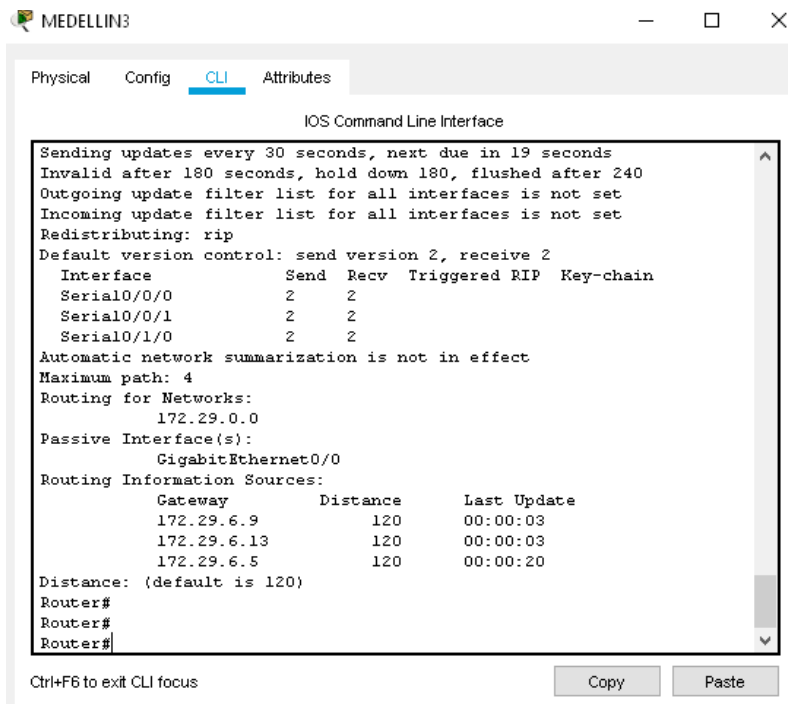 MEDELLIN3
Physical Config CLI Attributes
IOS Command Line Interface
Sending updates every 30 seconds, next due in 19 seconds
Invalid after 180 seconds, hold down 180, flushed after 240
Outgoing update filter list for all interfaces is not set
Incoming update filter list for all interfaces is not set
Redistributing: rip
Default version control: send version 2, receive 2
Interface Send Recv Triggered RIP Key-chain
Serial0/0/0 2 2
Serial0/0/1 2 2
Serial0/1/0 2 2
Automatic network summarization is not in effect
Maximum path: 4
Routing for Networks:
172.29.0.0
Passive Interface(s):
GigabitEthernet0/0
Routing Information Sources:
Gateway Distance Last Update
172.29.6.9 120 00:00:03
172.29.6.13 120 00:00:03
172.29.6.5 120 00:00:20
Distance: (default is 120)
Router#
Router#
Router#
Ctrl+F6 to exit CLI focus Copy Paste